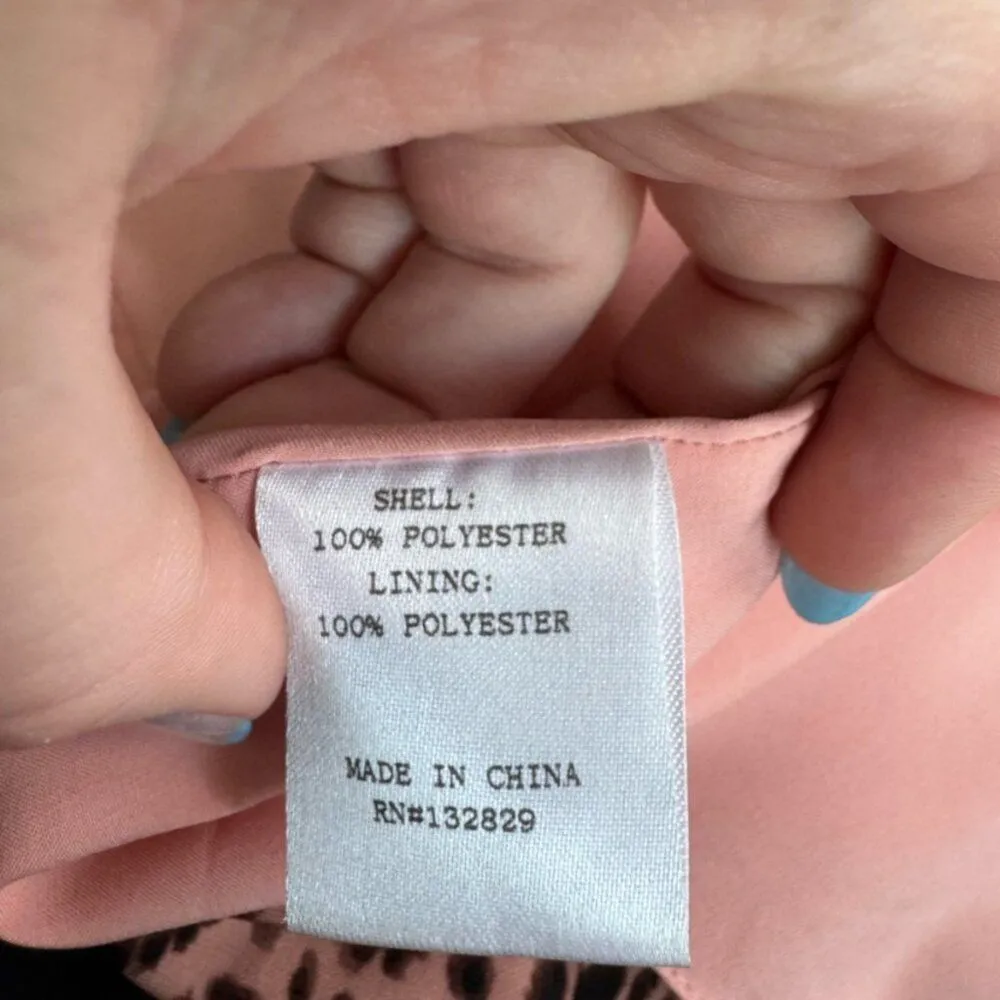 SHELL:
100% POLYESTER
LINING:
100% POLYESTER
MADE IN CHINA
RN#132829